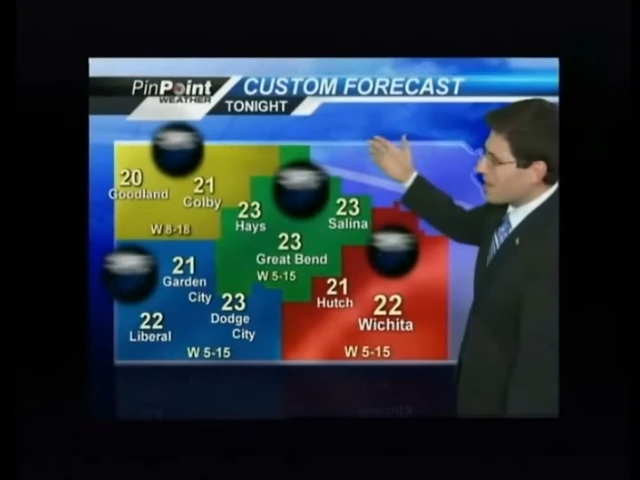 PinPoint
WEATHER
CUSTOM FORECAST
TONIGHT
20
Goodland
21
Colby
W 8-18
23
Hays
23
Salina
23
Great Bend
W 5-15
21
Garden
City
23
Dodge
City
22
Liberal
W 5-15
21
Hutch
22
Wichita
W 5-15